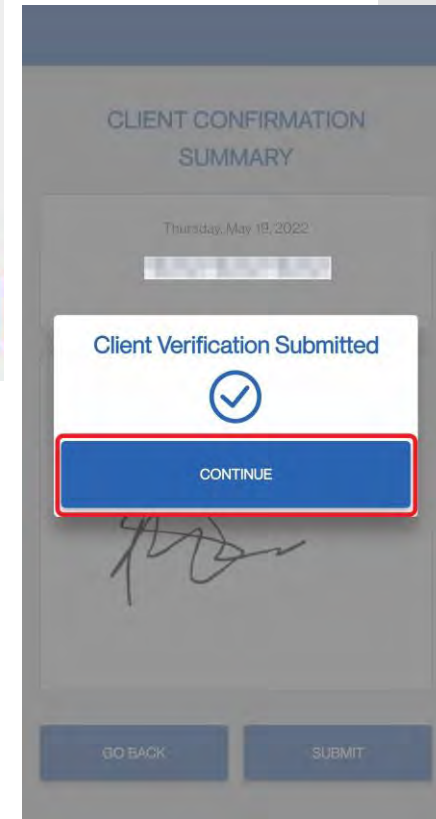 CLIENT CONFIRMATION
SUMMARY
Thursday, May 19, 2022
Client Verification Submitted
CONTINUE
GO BACK
SUBMIT